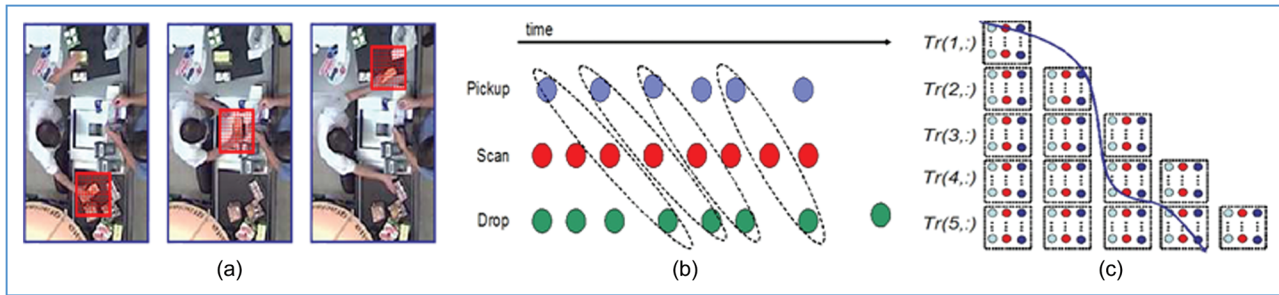 time
Pickup
Scan
Drop
Tr(1,:)
Tr(2,:)
Tr(3,:)
Tr(4,:)
Tr(5,:)
(a)
(b)
(c)